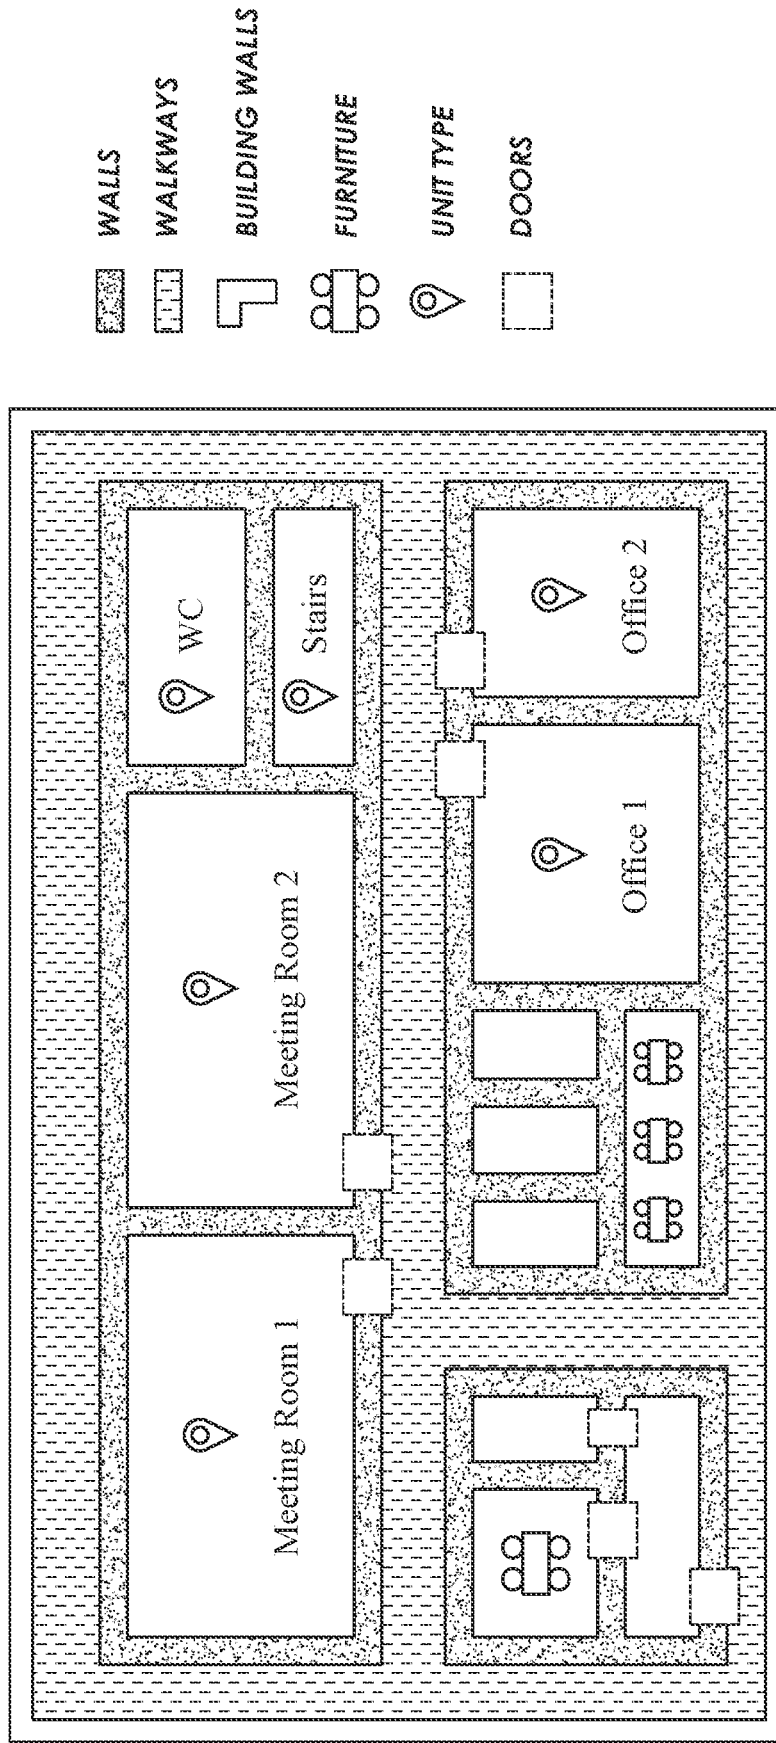 WALLS
WALKWAYS
BUILDING WALLS
FURNITURE
UNIT TYPE
DOORS
Meeting Room 1
Meeting Room 2
WC
Stairs
Office 1
Office 2